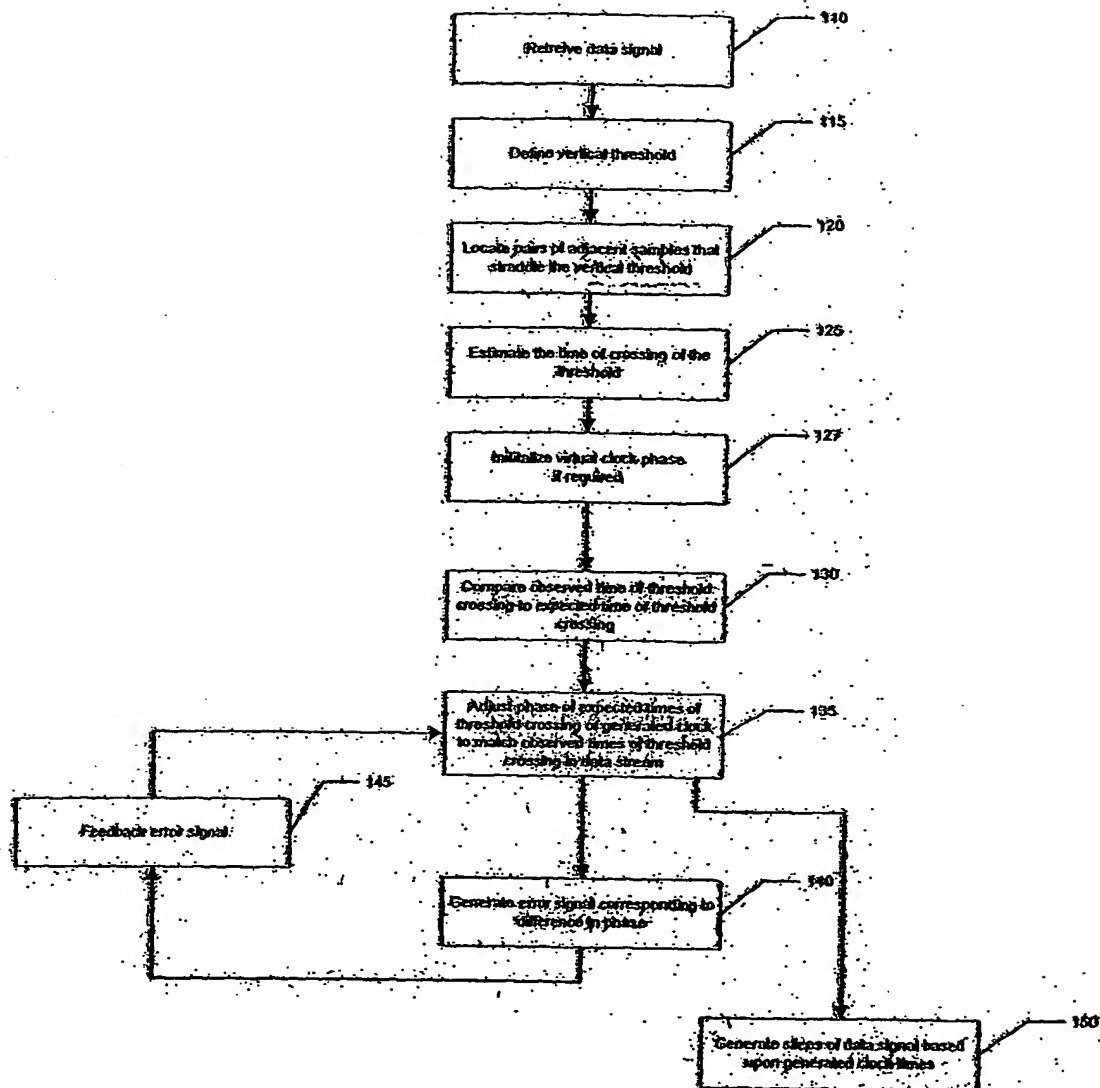 110
Retreive data signal
115
Define vertical threshold
120
Locate pairs of adjacent samples that
straddle the vertical threshold
125
Estimate the time of crossing of the
threshold
127
Initialize virtual clock phase
if required
130
Compare observed time of threshold
crossing to expected time of threshold
crossing
135
Adjust phase of expected times of
threshold crossing of generated clock
to match observed times of threshold
crossing in data stream
145
Feedback error signal
140
Generate error signal corresponding to
difference in phase
150
Generate slices of data signal based
upon generated clock times